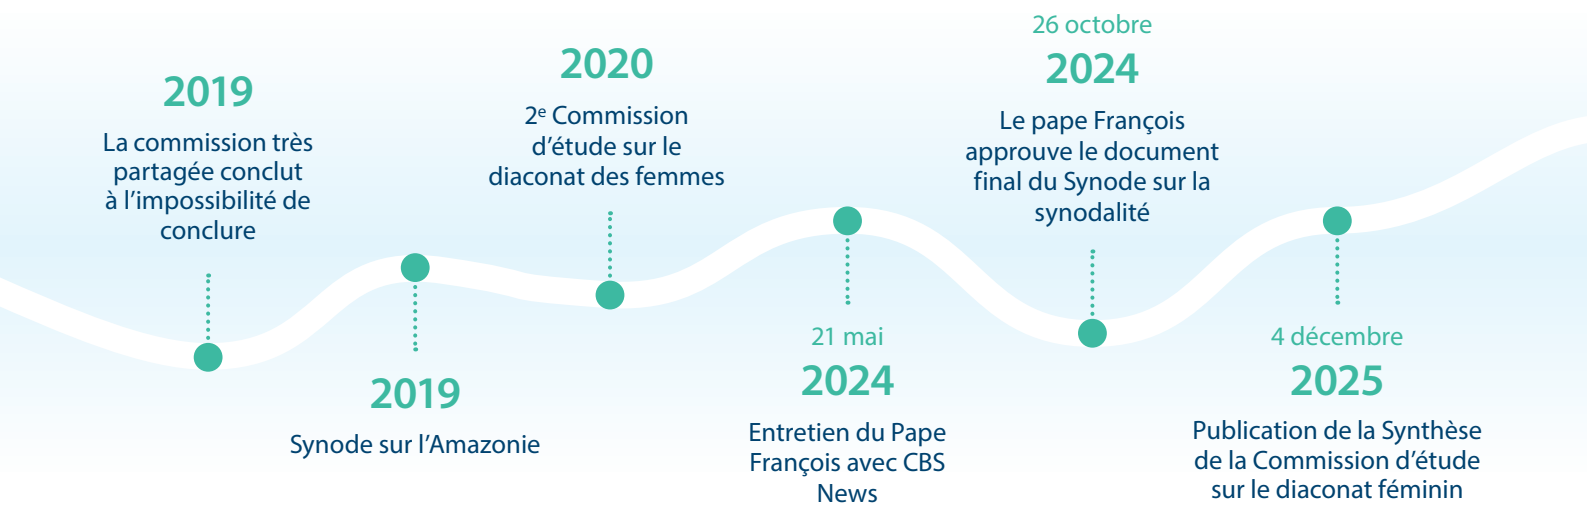 2019
La commission très
partagée conclut
à l’impossibilité de
conclure
2019
Synode sur l’Amazonie
2020
2e Commission
d’étude sur le
diaconat des femmes
21 mai
2024
Entretien du Pape
François avec CBS
News
26 octobre
2024
Le pape François
approuve le document
final du Synode sur la
synodalité
4 décembre
2025
Publication de la Synthèse
de la Commission d’étude
sur le diaconat féminin